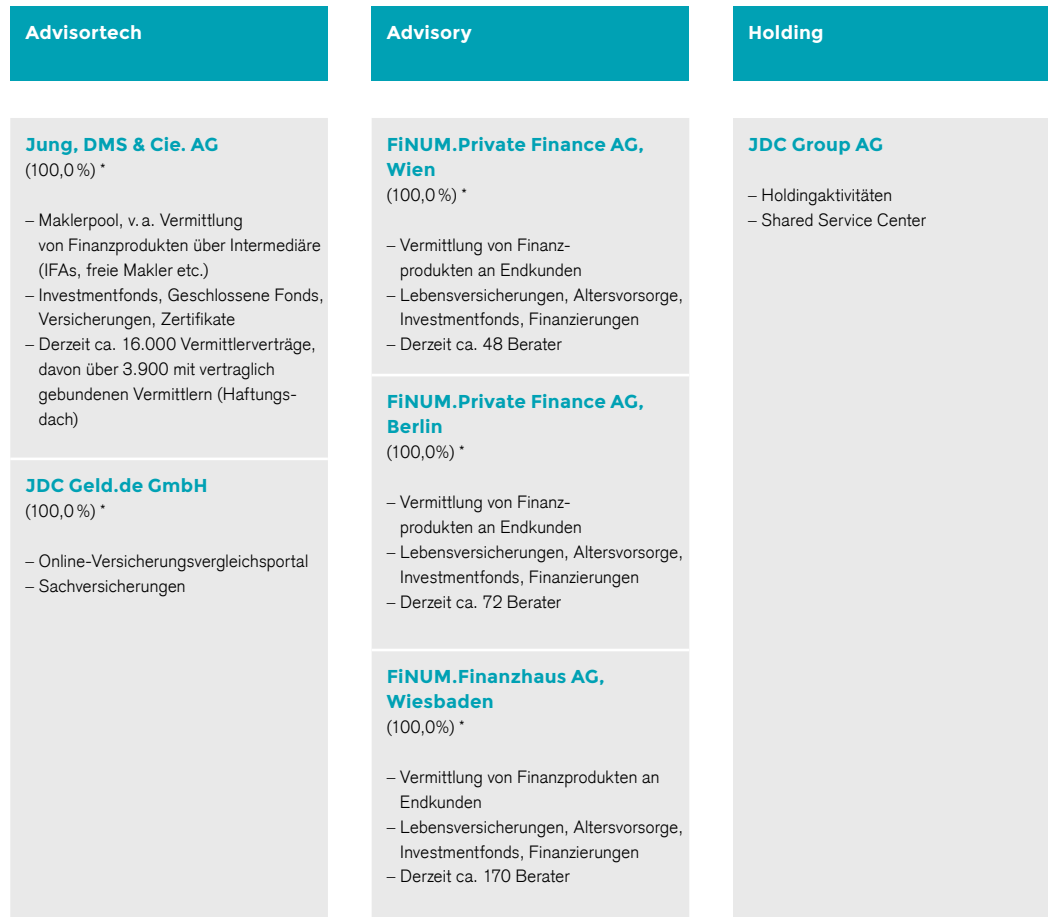 Advisortech
Jung, DMS & Cie. AG
(100,0 %) *
– Maklerpool, v. a. Vermittlung
von Finanzprodukten über Intermediäre
(IFAs, freie Makler etc.)
– Investmentfonds, Geschlossene Fonds,
Versicherungen, Zertifikate
– Derzeit ca. 16.000 Vermittlerverträge,
davon über 3.900 mit vertraglich
gebundenen Vermittlern (Haftungs-
dach)
JDC Geld.de GmbH
(100,0 %) *
– Online-Versicherungsvergleichsportal
– Sachversicherungen
Advisory
FiNUM.Private Finance AG,
Wien
(100,0 %) *
– Vermittlung von Finanz-
produkten an Endkunden
– Lebensversicherungen, Altersvorsorge,
Investmentfonds, Finanzierungen
– Derzeit ca. 48 Berater
FiNUM.Private Finance AG,
Berlin
(100,0%) *
– Vermittlung von Finanz-
produkten an Endkunden
– Lebensversicherungen, Altersvorsorge,
Investmentfonds, Finanzierungen
– Derzeit ca. 72 Berater
FiNUM.Finanzhaus AG,
Wiesbaden
(100,0%) *
– Vermittlung von Finanzprodukten an
Endkunden
– Lebensversicherungen, Altersvorsorge,
Investmentfonds, Finanzierungen
– Derzeit ca. 170 Berater
Holding
JDC Group AG
– Holdingaktivitäten
– Shared Service Center